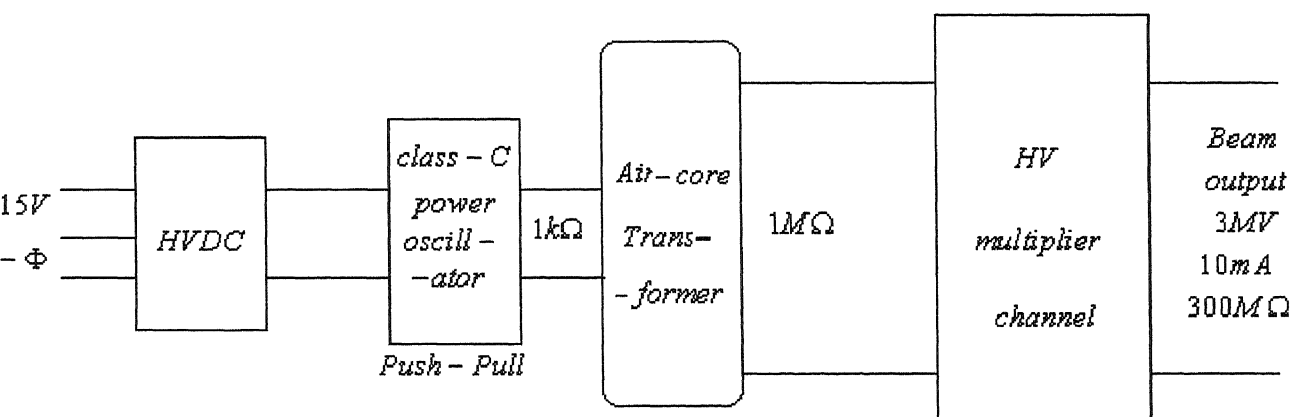 15V
- Φ
HVDC
class - C
power
oscill -
-ator
Push - Pull
1kΩ
Air-core
Trans-
- former
1MΩ
HV
multiplier
channel
Beam
output
3MV
10mA
300MΩ